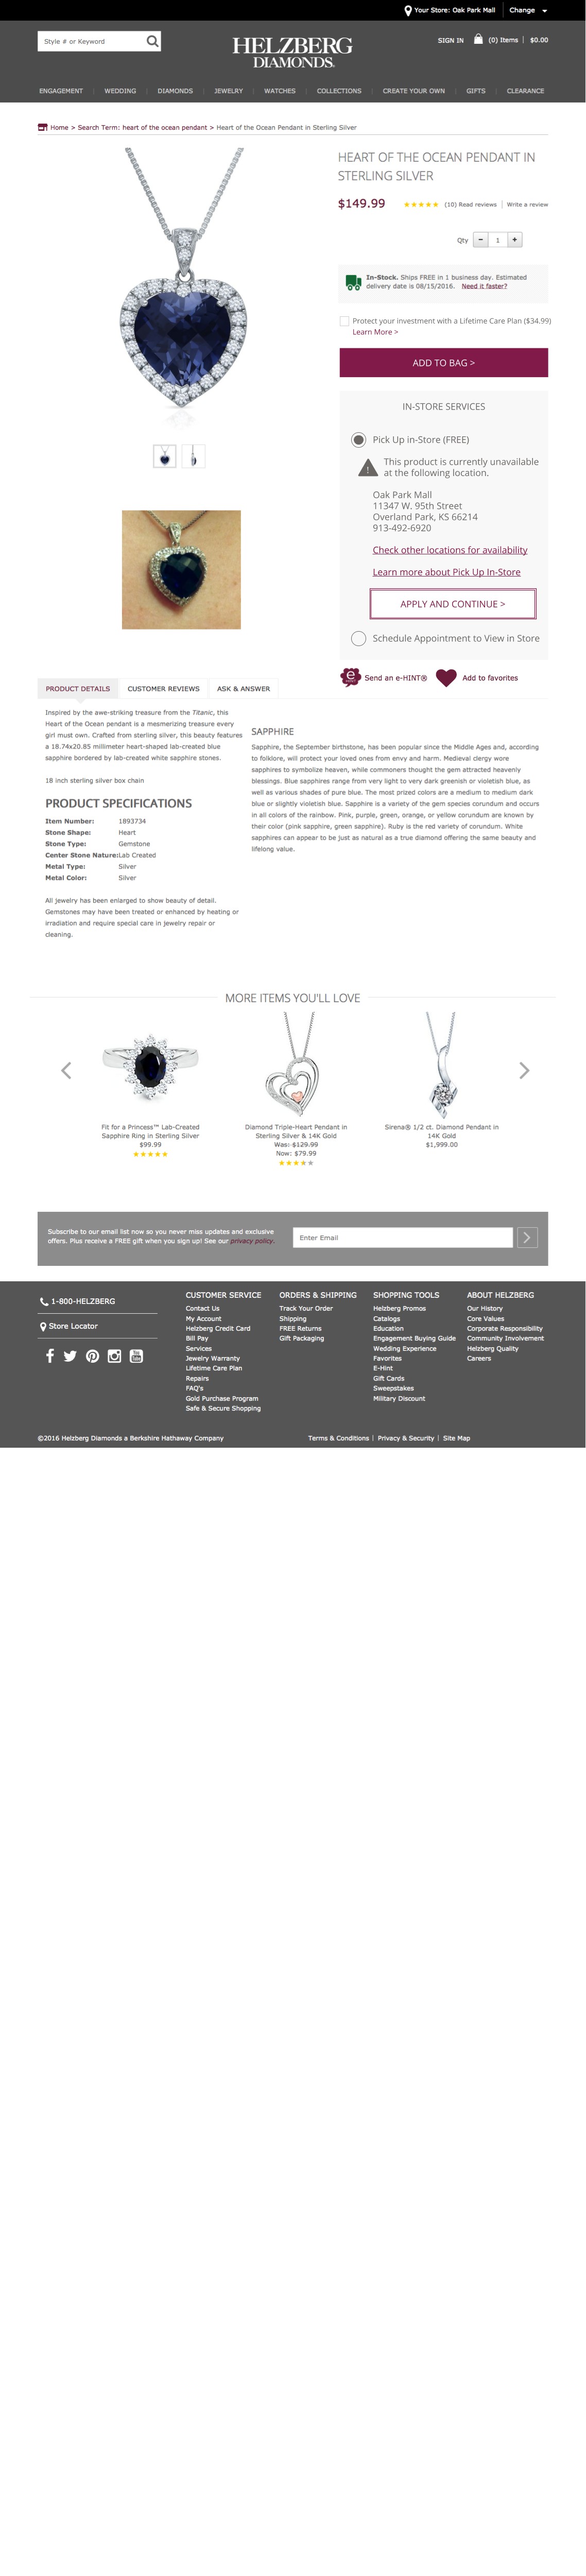 Your Store: Oak Park Mall
Change
Style # or Keyword
HELZBERG
DIAMONDS.
SIGN IN
(0) Items
$0.00
ENGAGEMENT
WEDDING
DIAMONDS
JEWELRY
WATCHES
COLLECTIONS
CREATE YOUR OWN
GIFTS
CLEARANCE
Home > Search Term: heart of the ocean pendant > Heart of the Ocean Pendant in Sterling Silver
HEART OF THE OCEAN PENDANT IN
STERLING SILVER
$149.99
(10) Read reviews
Write a review
Qty
1
In-Stock. Ships FREE in 1 business day. Estimated
delivery date is 08/15/2016. Need it faster?
Protect your investment with a Lifetime Care Plan ($34.99)
Learn More >
ADD TO BAG >
IN-STORE SERVICES
Pick Up in-Store (FREE)
This product is currently unavailable
at the following location.
Oak Park Mall
11347 W. 95th Street
Overland Park, KS 66214
913-492-6920
Check other locations for availability
Learn more about Pick Up In-Store
APPLY AND CONTINUE >
Schedule Appointment to View in Store
Send an e-HINT®
Add to favorites
PRODUCT DETAILS
CUSTOMER REVIEWS
ASK & ANSWER
Inspired by the awe-striking treasure from the Titanic, this
Heart of the Ocean pendant is a mesmerizing treasure every
girl must own. Crafted from sterling silver, this beauty features
a 18.74x20.85 millimeter heart-shaped lab-created blue
sapphire bordered by lab-created white sapphire stones.
18 inch sterling silver box chain
PRODUCT SPECIFICATIONS
Item Number: 1893734
Stone Shape: Heart
Stone Type: Gemstone
Center Stone Nature:Lab Created
Metal Type: Silver
Metal Color: Silver
All jewelry has been enlarged to show beauty of detail.
Gemstones may have been treated or enhanced by heating or
irradiation and require special care in jewelry repair or
cleaning.
SAPPHIRE
Sapphire, the September birthstone, has been popular since the Middle Ages and, according
to folklore, will protect your loved ones from envy and harm. Medieval clergy wore
sapphires to symbolize heaven, while commoners thought the gem attracted heavenly
blessings. Blue sapphires range from very light to very dark greenish or violetish blue, as
well as various shades of pure blue. The most prized colors are a medium to medium dark
blue or slightly violetish blue. Sapphire is a variety of the gem species corundum and occurs
in all colors of the rainbow. Pink, purple, green, orange, or yellow corundum are known by
their color (pink sapphire, green sapphire). Ruby is the red variety of corundum. White
sapphires can appear to be just as natural as a true diamond offering the same beauty and
lifelong value.
MORE ITEMS YOU'LL LOVE
Fit for a Princess™ Lab-Created
Sapphire Ring in Sterling Silver
$99.99
Diamond Triple-Heart Pendant in
Sterling Silver & 14K Gold
Was: $129.99
Now: $79.99
Sirena® 1/2 ct. Diamond Pendant in
14K Gold
$1,999.00
Subscribe to our email list now so you never miss updates and exclusive
offers. Plus receive a FREE gift when you sign up! See our privacy policy.
Enter Email
1-800-HELZBERG
Store Locator
CUSTOMER SERVICE
Contact Us
My Account
Helzberg Credit Card
Bill Pay
Services
Jewelry Warranty
Lifetime Care Plan
Repairs
FAQ's
Gold Purchase Program
Safe & Secure Shopping
ORDERS & SHIPPING
Track Your Order
Shipping
FREE Returns
Gift Packaging
SHOPPING TOOLS
Helzberg Promos
Catalogs
Education
Engagement Buying Guide
Wedding Experience
Favorites
E-Hint
Gift Cards
Sweepstakes
Military Discount
ABOUT HELZBERG
Our History
Core Values
Corporate Responsibility
Community Involvement
Helzberg Quality
Careers
©2016 Helzberg Diamonds a Berkshire Hathaway Company
Terms & Conditions
Privacy & Security
Site Map